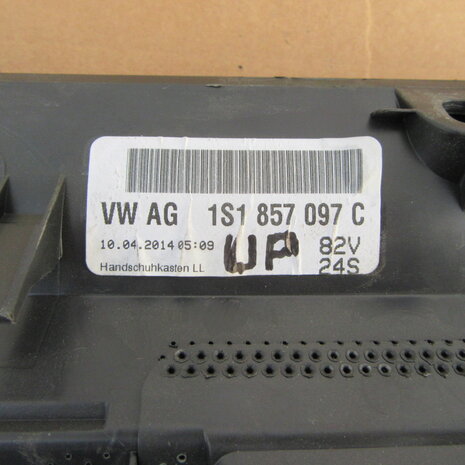 VW AG 1S1 857 097 C
10.04.2014 05:09 UP 82V
Handschuhkasten LL 24S